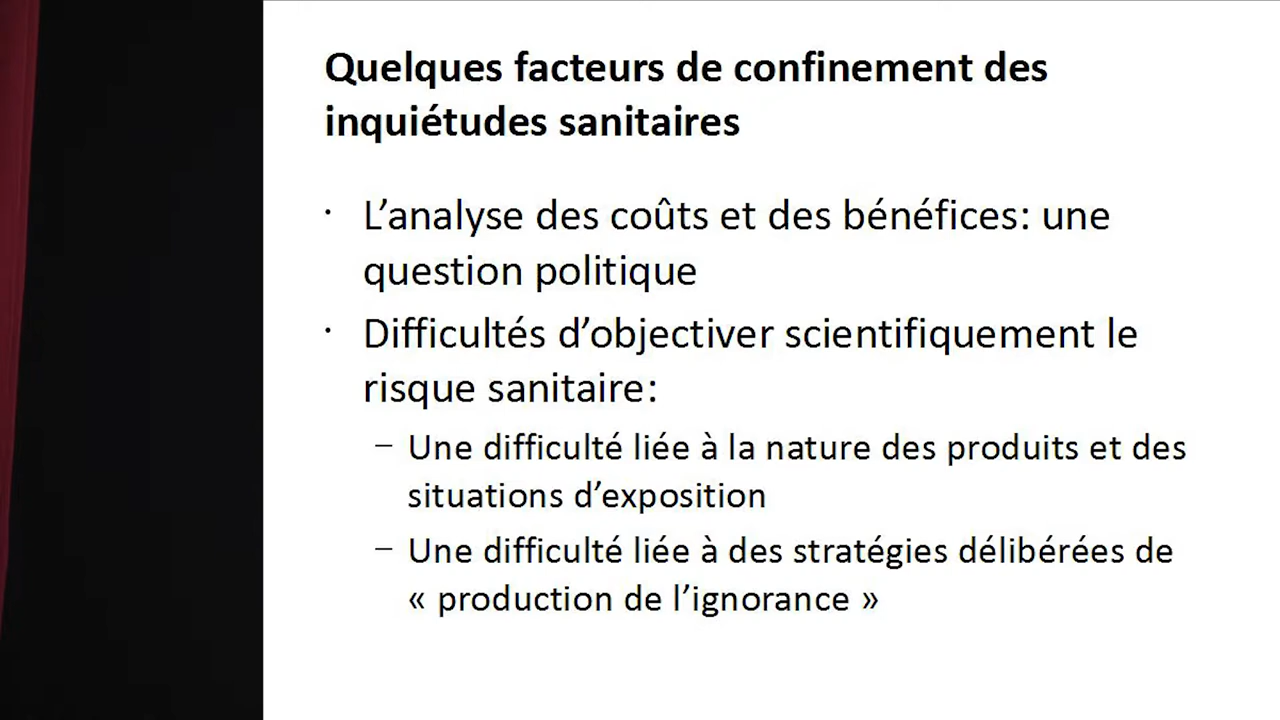 Quelques facteurs de confinement des
inquiétudes sanitaires
· L’analyse des coûts et des bénéfices: une
question politique
· Difficultés d’objectiver scientifiquement le
risque sanitaire:
– Une difficulté liée à la nature des produits et des
situations d’exposition
– Une difficulté liée à des stratégies délibérées de
« production de l’ignorance »